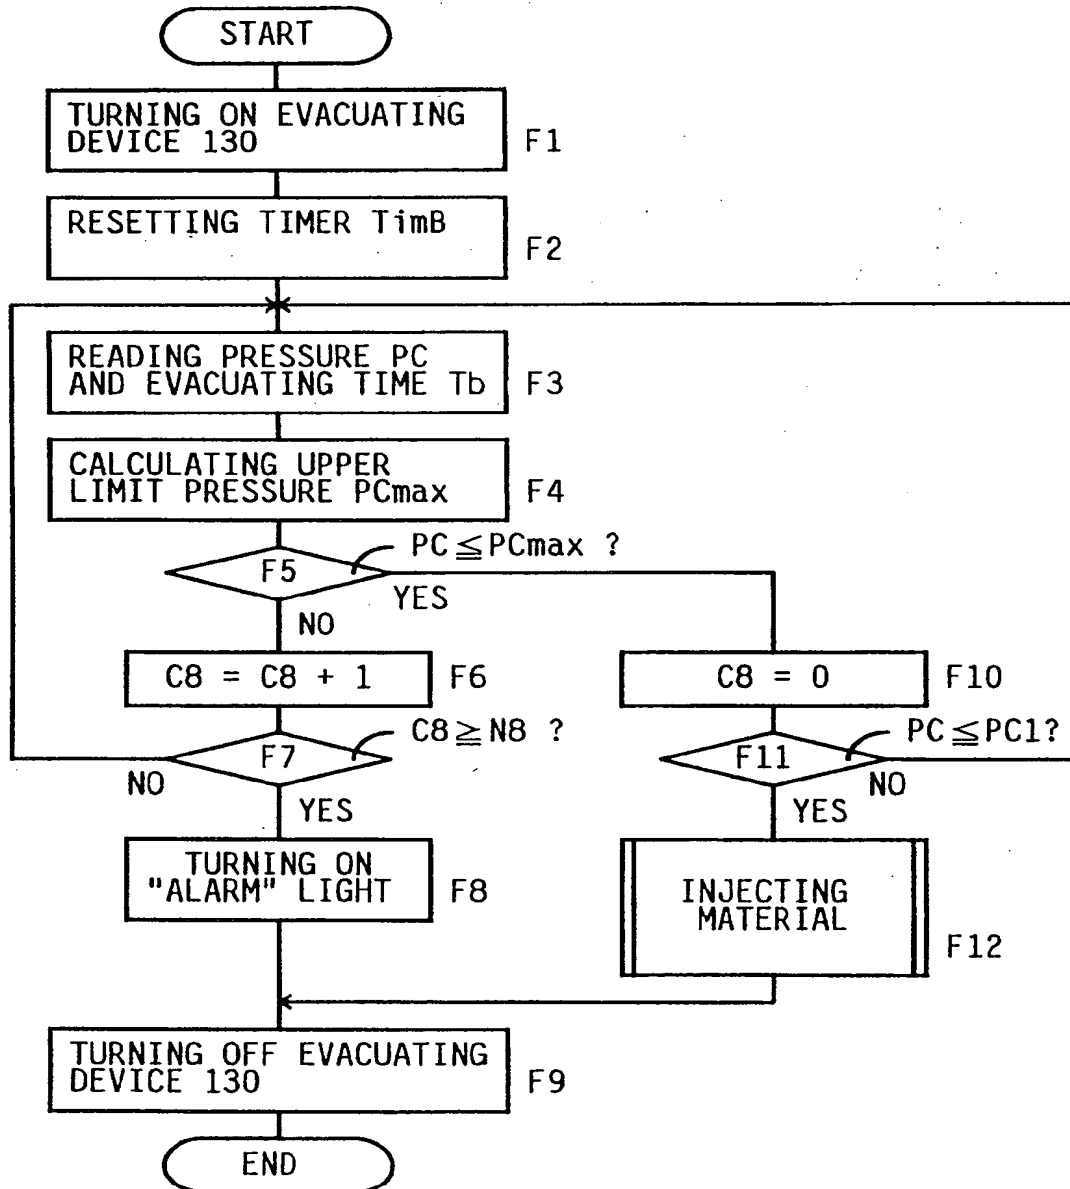 START
TURNING ON EVACUATING
DEVICE 130
F1
RESETTING TIMER TimB
F2
READING PRESSURE PC
AND EVACUATING TIME Tb
F3
CALCULATING UPPER
LIMIT PRESSURE PCmax
F4
PC ≦ PCmax ?
F5
YES
NO
C8 = C8 + 1
F6
C8 = 0
F10
C8 ≧ N8 ?
F7
NO
YES
PC ≦ PC1?
F11
NO
YES
TURNING ON
"ALARM" LIGHT
F8
INJECTING
MATERIAL
F12
TURNING OFF EVACUATING
DEVICE 130
F9
END